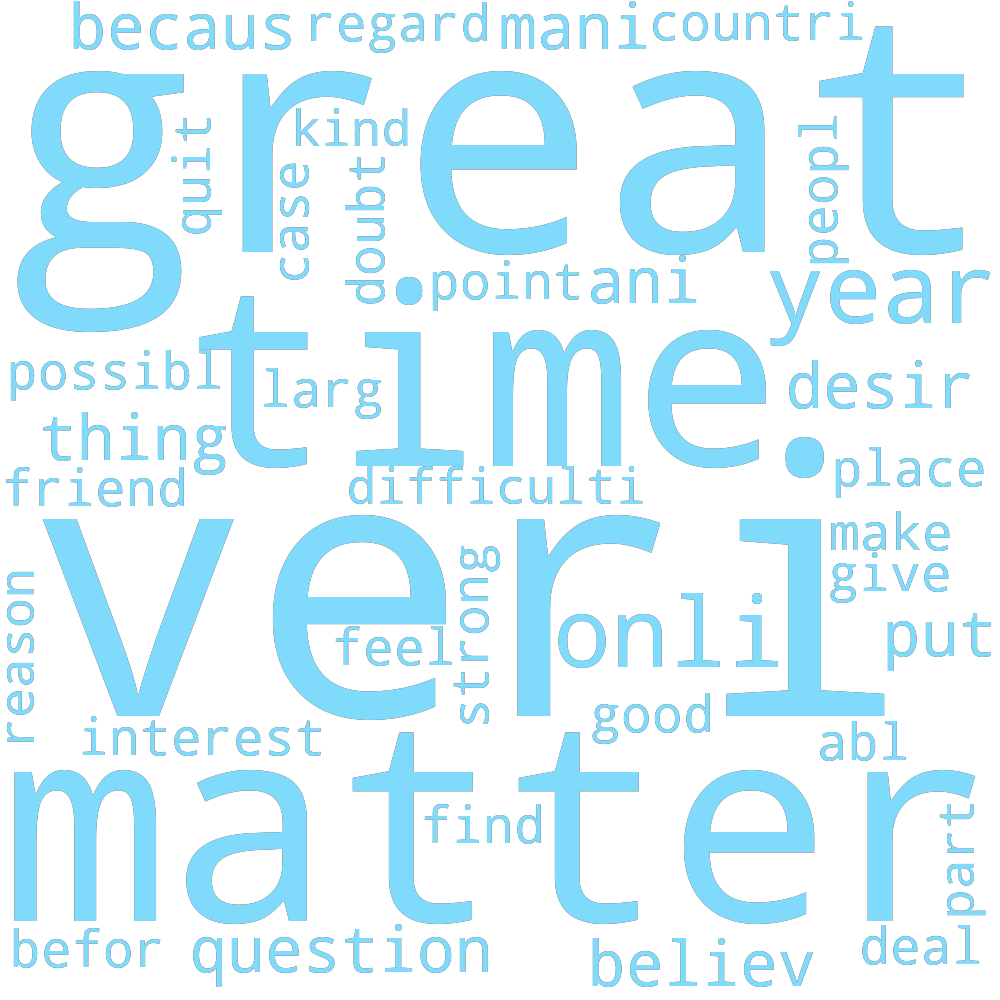 becaus regard mani countri
great
kind
quit
case
doubt
peopl
point ani
year
time
possibl
larg
desir
thing
place
friend
difficulti
veri
make
give
reason
strong
feel
onli
put
good
interest
abl
matter
find
part
befor
question
believ
deal